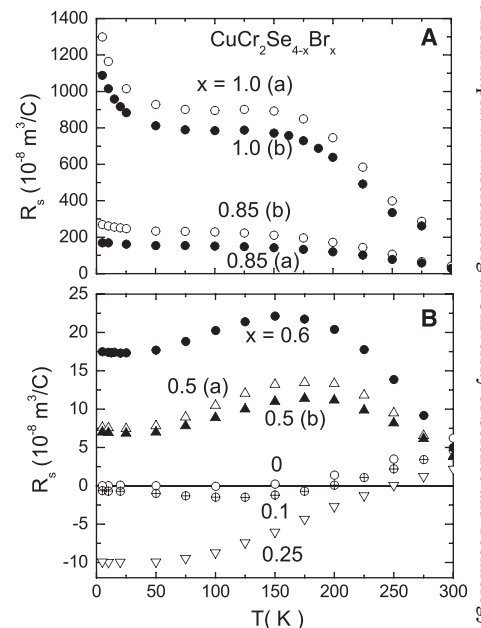 CuCr2Se4-xBrx
A
1400
1200
1000
800
600
400
200
0
Rs (10-8 m3/C)
x = 1.0 (a)
1.0 (b)
0.85 (b)
0.85 (a)
B
25
20
15
10
5
0
-5
-10
Rs (10-8 m3/C)
x = 0.6
0.5 (a)
0.5 (b)
0
0.1
0.25
0 50 100 150 200 250 300
T( K )